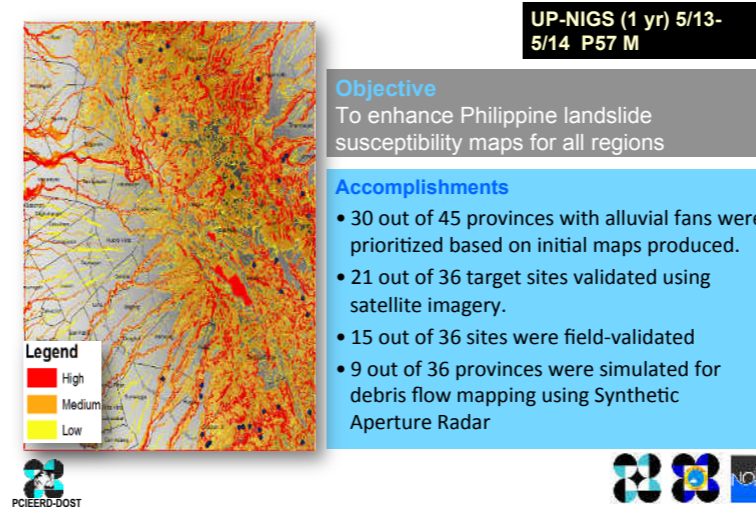 UP-NIGS (1 yr) 5/13-
5/14 P57 M
Objective
To enhance Philippine landslide
susceptibility maps for all regions
Accomplishments
• 30 out of 45 provinces with alluvial fans were
prioritized based on initial maps produced.
• 21 out of 36 target sites validated using
satellite imagery.
• 15 out of 36 sites were field-validated
• 9 out of 36 provinces were simulated for
debris flow mapping using Synthetic
Aperture Radar
Legend
High
Medium
Low
PCIEERD-DOST